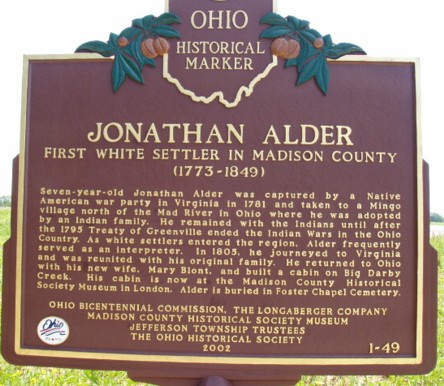 OHIO
HISTORICAL
MARKER
JONATHAN ALDER
FIRST WHITE SETTLER IN MADISON COUNTY
(1773-1849)
Seven-year-old Jonathan Alder was captured by a Native
American war party in Virginia in 1781 and taken to a Mingo
village north of the Mad River in Ohio where he was adopted
by an Indian family. He remained with the Indians until after
the 1795 Treaty of Greenville ended the Indian Wars in the Ohio
Country. As white settlers entered the region, Alder frequently
served as an interpreter. In 1805, he journeyed to Virginia
and was reunited with his original family. He returned to Ohio
with his new wife, Mary Blont, and built a cabin on Big Darby
Creek. His cabin is now at the Madison County Historical
Society Museum in London. Alder is buried in Foster Chapel Cemetery.
OHIO BICENTENNIAL COMMISSION, THE LONGABERGER COMPANY
MADISON COUNTY HISTORICAL SOCIETY MUSEUM
JEFFERSON TOWNSHIP TRUSTEES
THE OHIO HISTORICAL SOCIETY
2002
1-49
Ohio